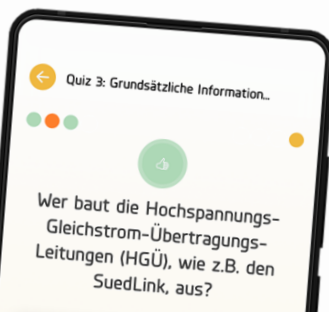 Quiz 3: Grundsätzliche Information...
Wer baut die Hochspannungs-
Gleichstrom-Übertragungs-
Leitungen (HGÜ), wie z.B. den
SuedLink, aus?